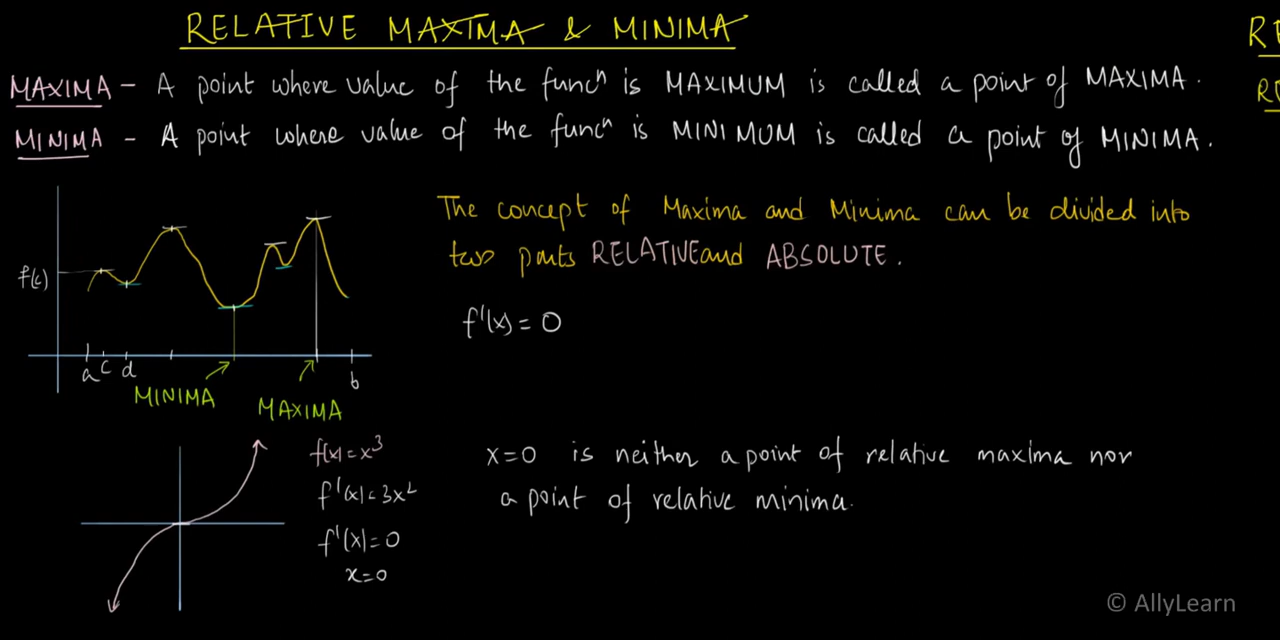 RELATIVE MAXIMA & MINIMA
MAXIMA - A point where value of the funcⁿ is MAXIMUM is called a point of MAXIMA.
MINIMA - A point where value of the funcⁿ is MINIMUM is called a point of MINIMA.
The concept of Maxima and Minima can be divided into
two parts RELATIVE and ABSOLUTE.
f'(x) = 0
f(c)
a c d
b
MINIMA
MAXIMA
f(x) = x³
f'(x) = 3x²
f'(x) = 0
x=0
x=0 is neither a point of relative maxima nor
a point of relative minima.
© AllyLearn